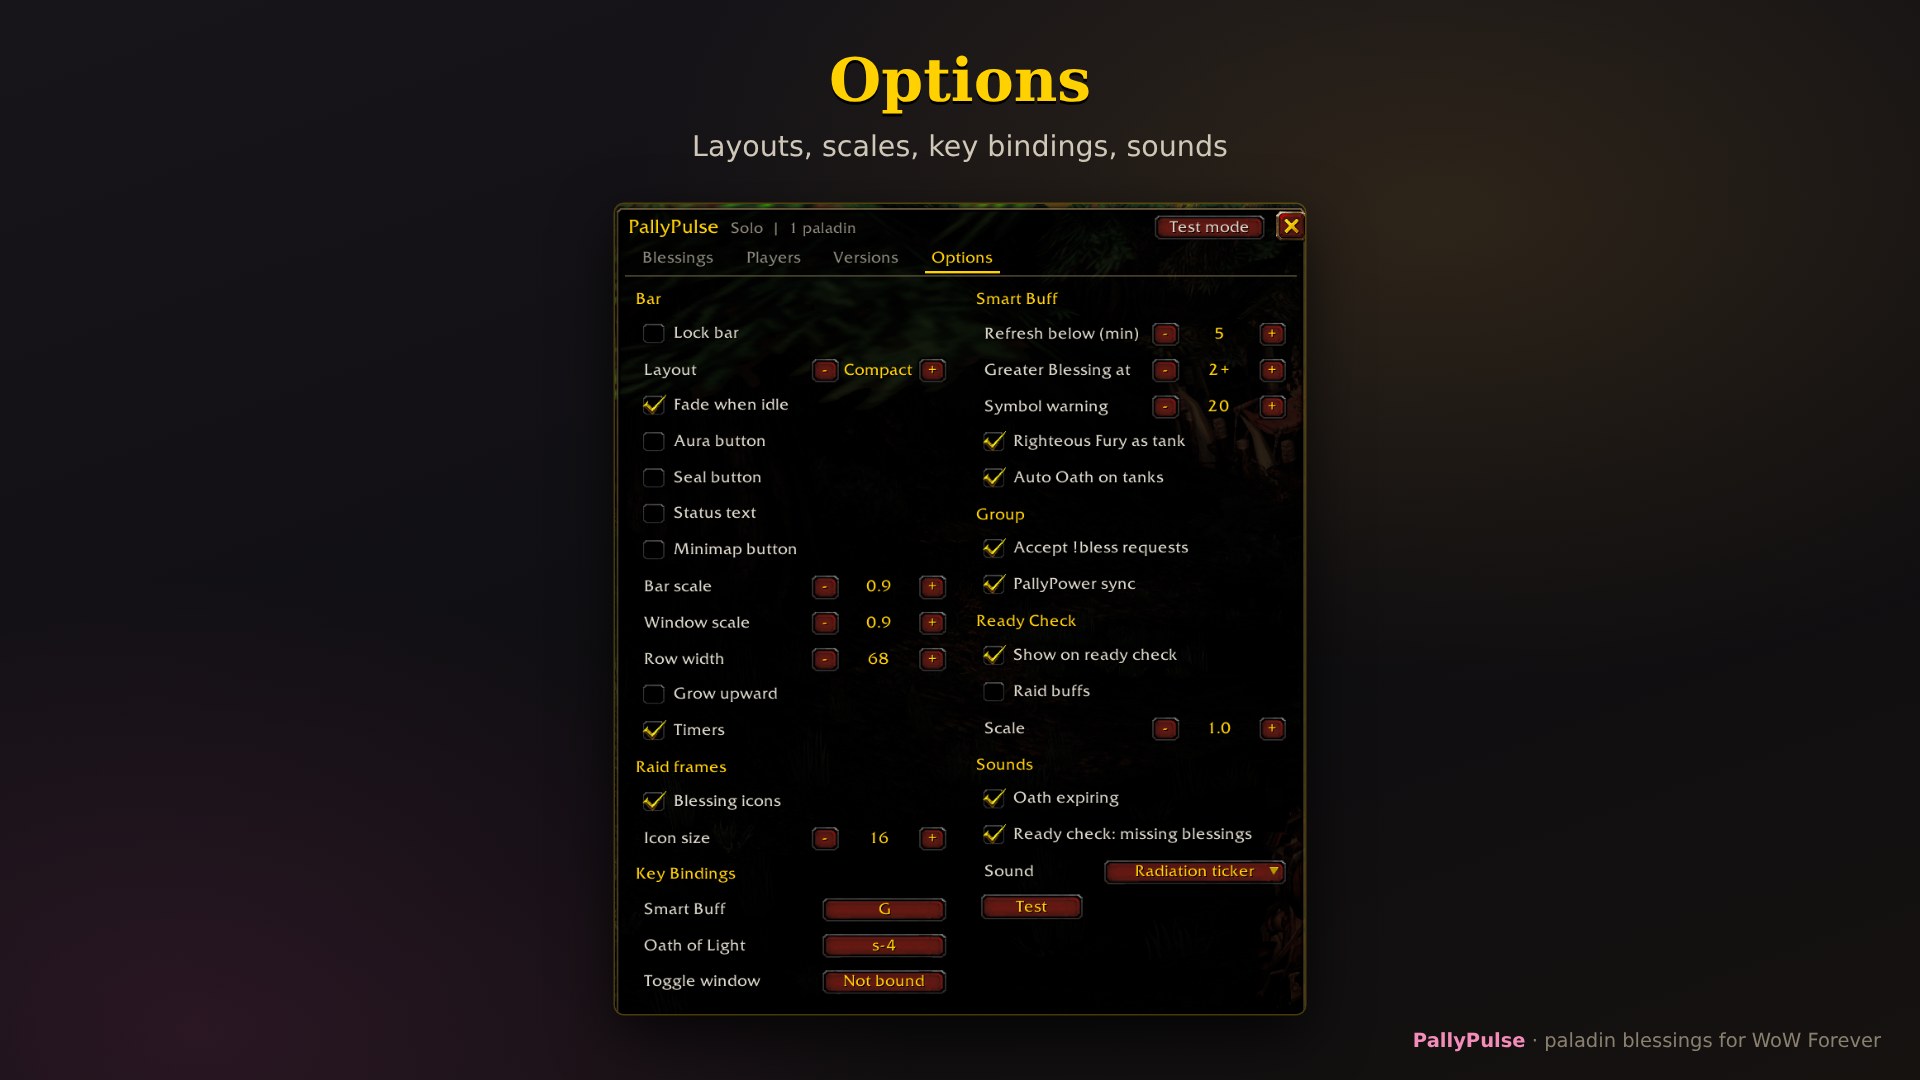 Options
Layouts, scales, key bindings, sounds
PallyPulse Solo | 1 paladin Test mode
Blessings Players Versions Options
Bar
Lock bar
Layout - Compact +
Fade when idle
Aura button
Seal button
Status text
Minimap button
Bar scale - 0.9 +
Window scale - 0.9 +
Row width - 68 +
Grow upward
Timers
Raid frames
Blessing icons
Icon size - 16 +
Key Bindings
Smart Buff G
Oath of Light s-4
Toggle window Not bound
Smart Buff
Refresh below (min) - 5 +
Greater Blessing at - 2+ +
Symbol warning - 20 +
Righteous Fury as tank
Auto Oath on tanks
Group
Accept !bless requests
PallyPower sync
Ready Check
Show on ready check
Raid buffs
Scale - 1.0 +
Sounds
Oath expiring
Ready check: missing blessings
Sound Radiation ticker
Test
PallyPulse · paladin blessings for WoW Forever